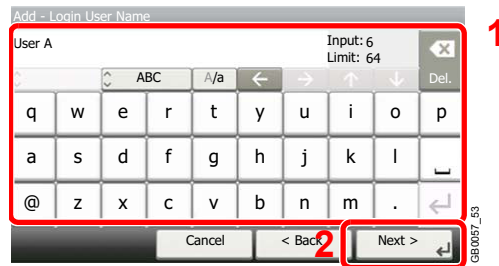 Add - Login User Name
1
User A
Input: 6
Limit: 64
ABC A/a ← → ↑ ↓ Del.
q w e r t y u i o p
a s d f g h j k l
@ z x c v b n m .
2
Cancel < Back Next >
GB0057_53